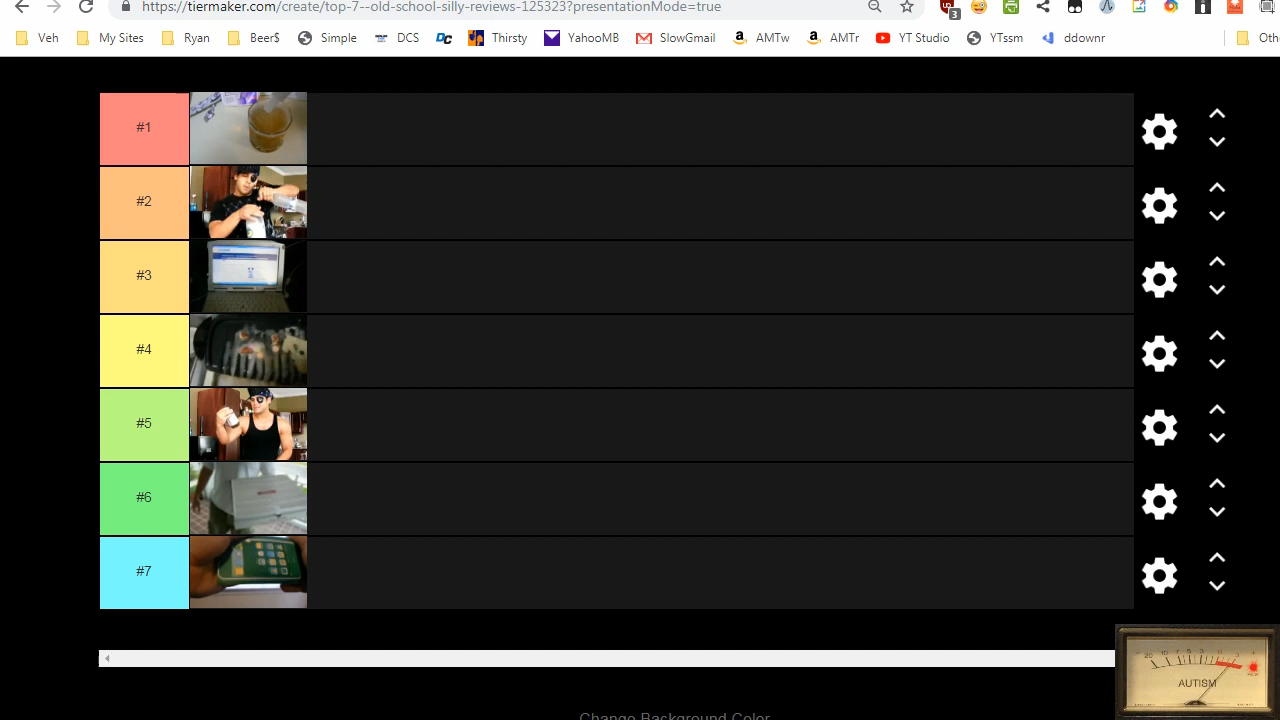 https://tiermaker.com/create/top-7--old-school-silly-reviews-125323?presentationMode=true
3
Veh My Sites Ryan Beer$ Simple DCS Thirsty YahooMB SlowGmail AMTw AMTr YT Studio YTssm ddownr Oth
#1
#2
#3
#4
#5
#6
#7
AUTISM
Change Background Color